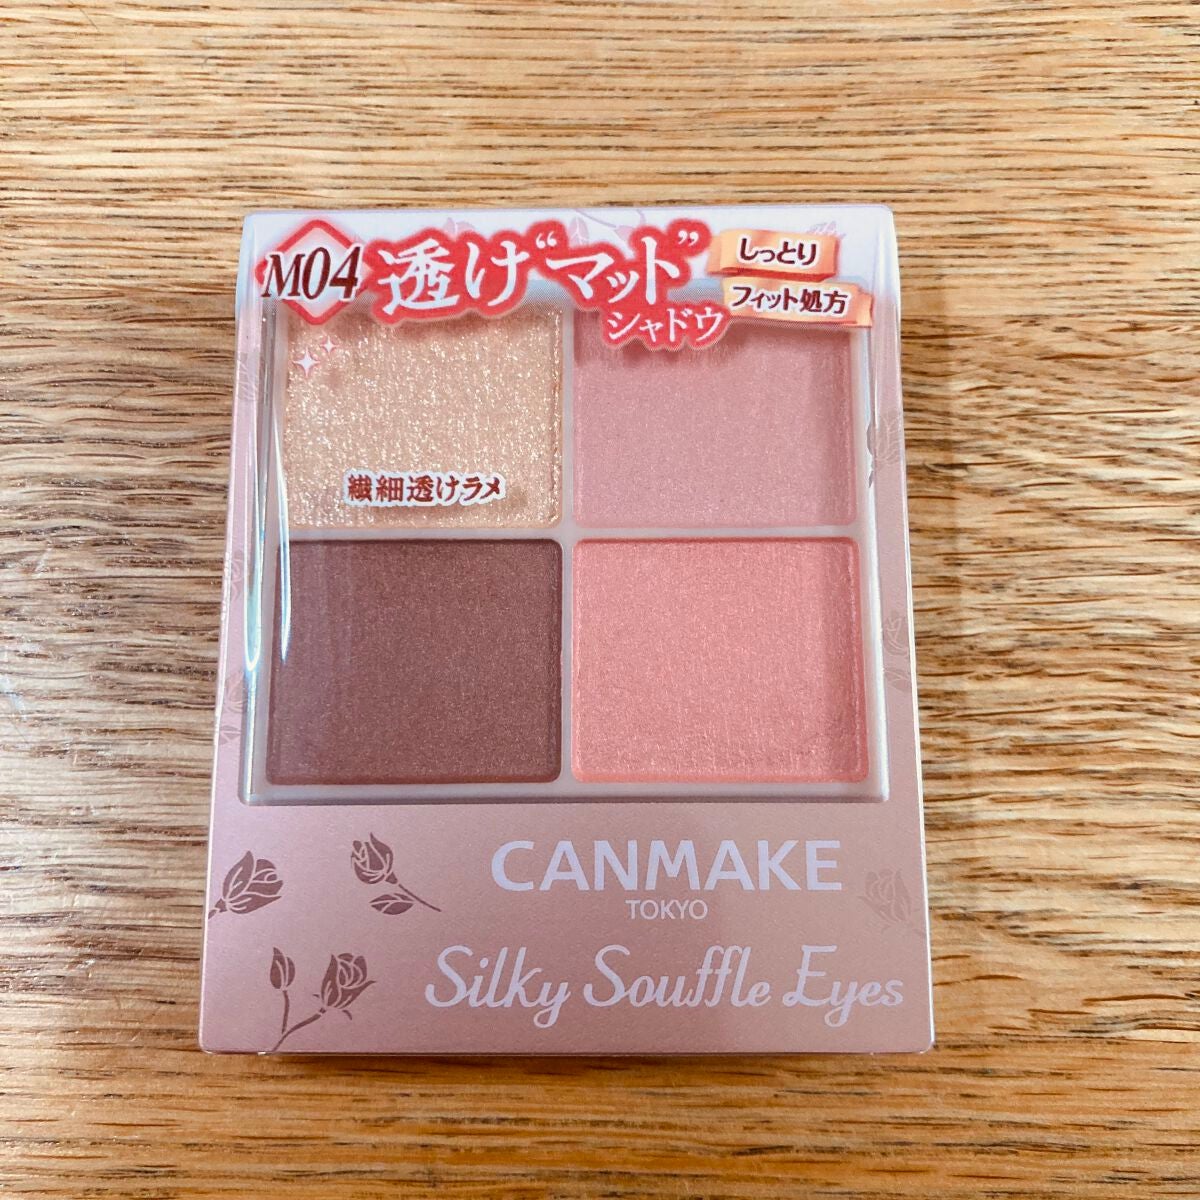 M04
透け“マット”
シャドウ
しっとり
フィット処方
繊細透けラメ
CANMAKE
TOKYO
Silky Souffle Eyes